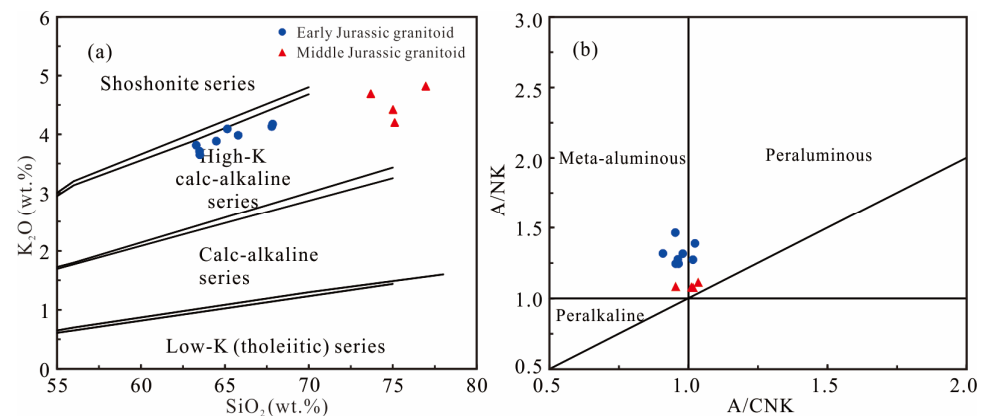 (a)
Early Jurassic granitoid
Middle Jurassic granitoid
Shoshonite series
High-K
calc-alkaline
series
Calc-alkaline
series
Low-K (tholeiitic) series
K₂O (wt.%)
6
5
4
3
2
1
0
55
60
65
70
75
80
SiO₂(wt.%)
(b)
Meta-aluminous
Peraluminous
Peralkaline
A/NK
3.0
2.5
2.0
1.5
1.0
0.5
0.5
1.0
1.5
2.0
A/CNK